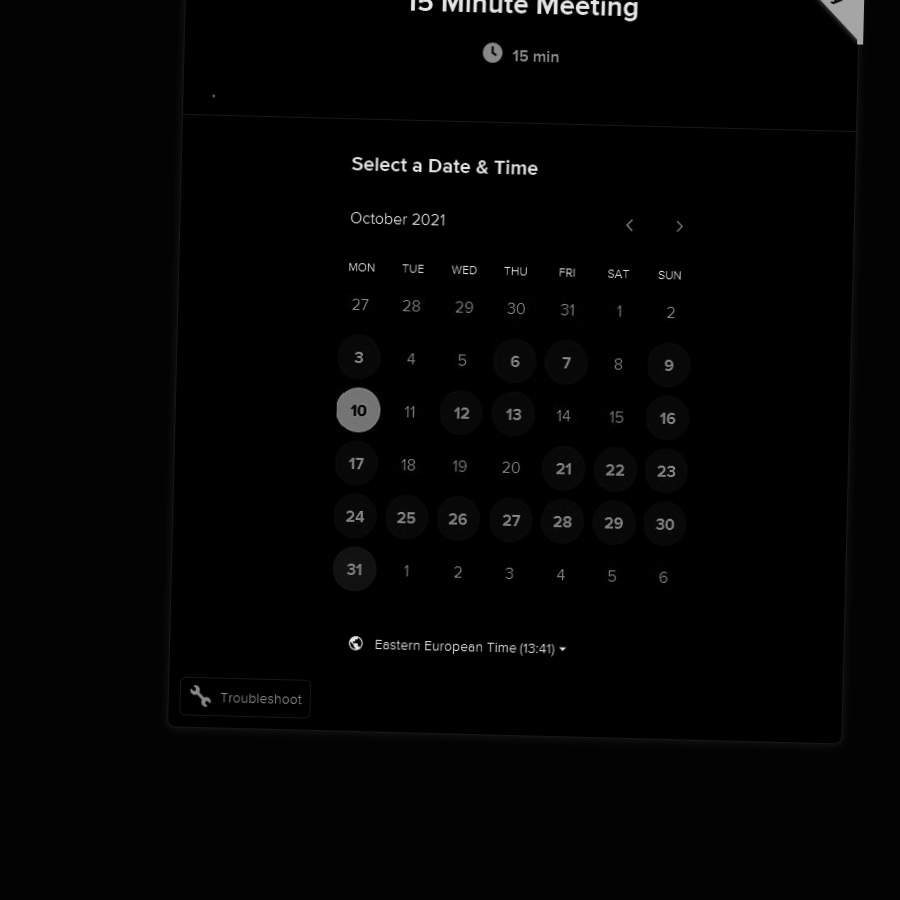 15 Minute Meeting
15 min
Select a Date & Time
October 2021
MON TUE WED THU FRI SAT SUN
27 28 29 30 31 1 2
3 4 5 6 7 8 9
10 11 12 13 14 15 16
17 18 19 20 21 22 23
24 25 26 27 28 29 30
31 1 2 3 4 5 6
Eastern European Time (13:41)
Troubleshoot